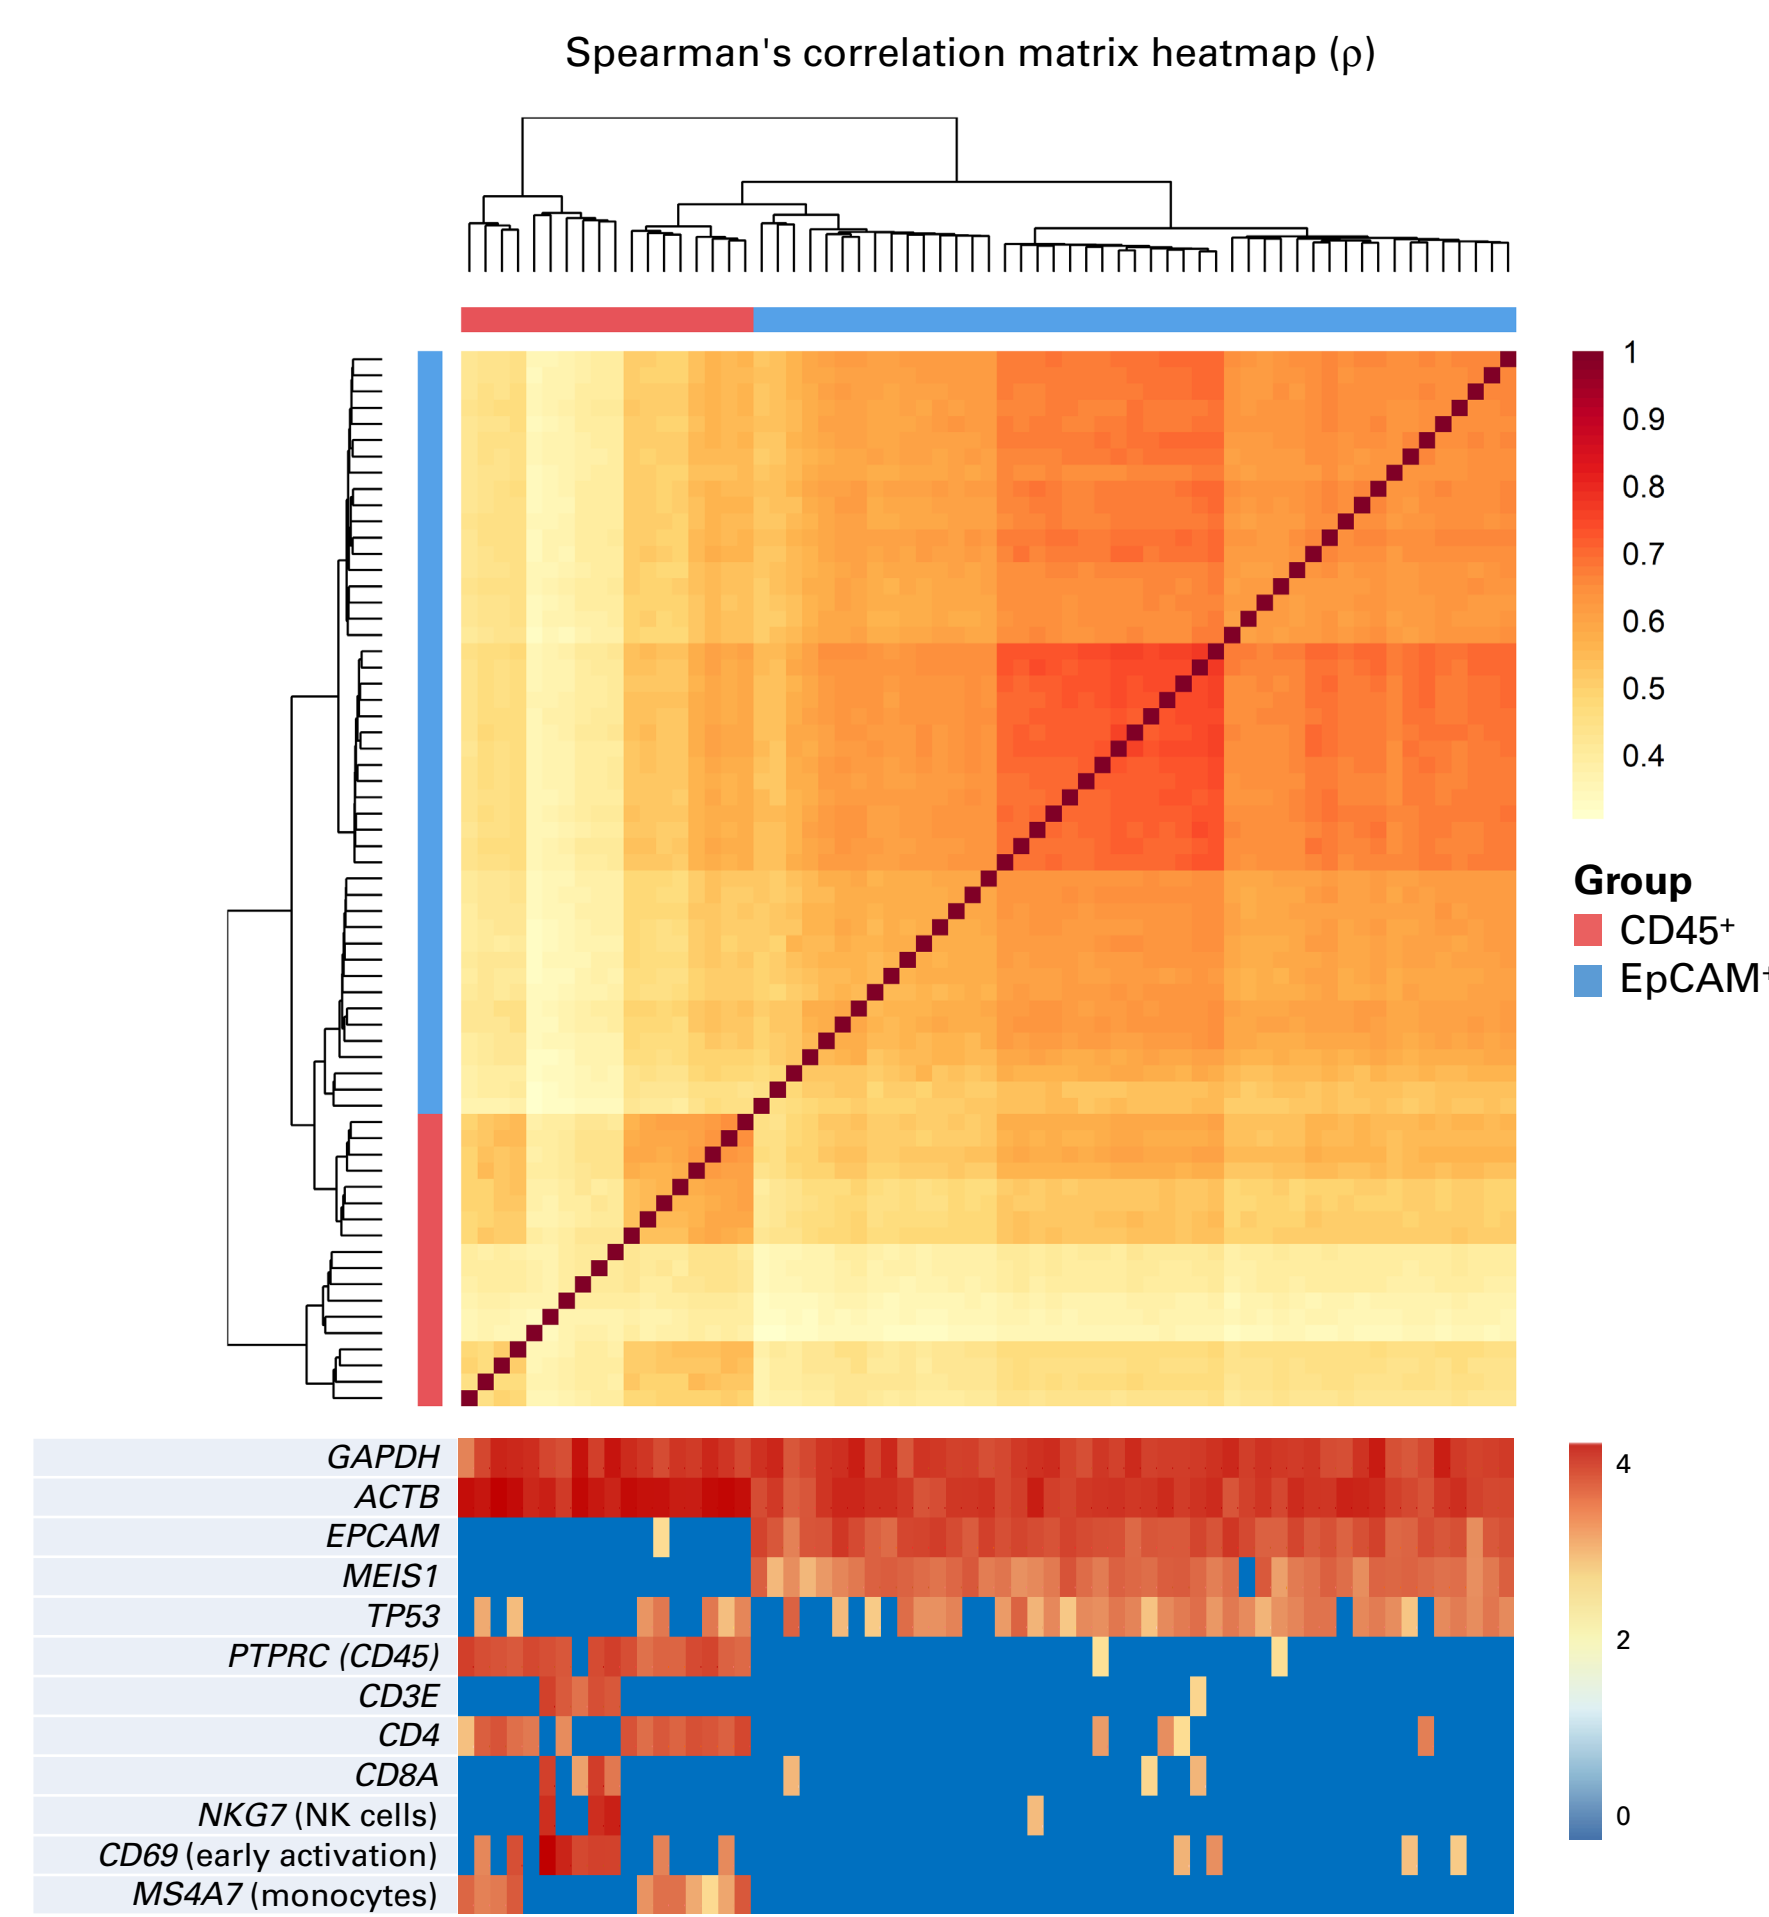 Spearman's correlation matrix heatmap (ρ)
1
0.9
0.8
0.7
0.6
0.5
0.4
Group
CD45⁺
EpCAM⁺
GAPDH
ACTB
EPCAM
MEIS1
TP53
PTPRC (CD45)
CD3E
CD4
CD8A
NKG7 (NK cells)
CD69 (early activation)
MS4A7 (monocytes)
4
2
0